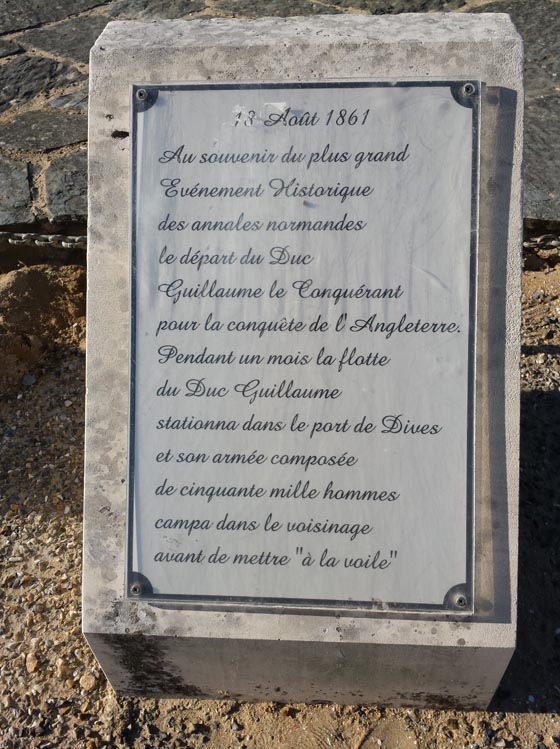 18 Août 1861
Au souvenir du plus grand
Evénement Historique
des annales normandes
le départ du Duc
Guillaume le Conquérant
pour la conquête de l'Angleterre.
Pendant un mois la flotte
du Duc Guillaume
stationna dans le port de Dives
et son armée composée
de cinquante mille hommes
campa dans le voisinage
avant de mettre "à la voile"